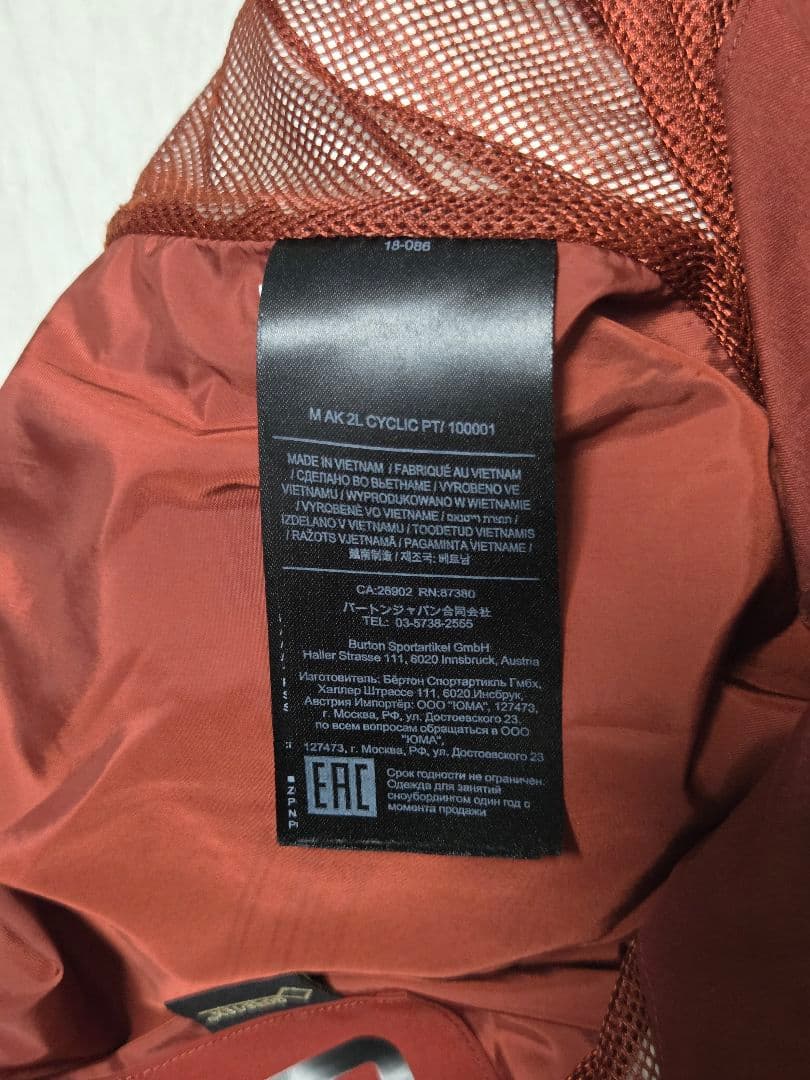 18-086
M AK 2L CYCLIC PT/ 100001
MADE IN VIETNAM / FABRIQUÉ AU VIETNAM
/ СДЕЛАНО ВО ВЬЕТНАМЕ / VYROBENO VE
VIETNAMU / WYPRODUKOWANO W WIETNAMIE
/ VYROBENÉ VO VIETNAME /
IZDELANO V VIETNAMU / TOODETUD VIETNAMIS
/ RAŽOTS VJETNAMĀ / PAGAMINTA VIETNAME /
越南制造 / 제조국: 베트남
CA:26902 RN:87380
バートンジャパン合同会社
TEL: 03-5738-2555
Burton Sportartikel GmbH
Haller Strasse 111, 6020 Innsbruck, Austria
Изготовитель: Бёртон Спортартикль Гмбх,
Халлер Штрассе 111, 6020.Инсбрук,
Австрия Импортёр: ООО "ЮМА", 127473,
г. Москва, РФ, ул. Достоевского 23,
по всем вопросам обращаться в ООО
"ЮМА",
127473, г. Москва, РФ, ул. Достоевского 23
EAC
Срок годности не ограничен.
Одежда для занятий
сноубордингом один год с
момента продажи